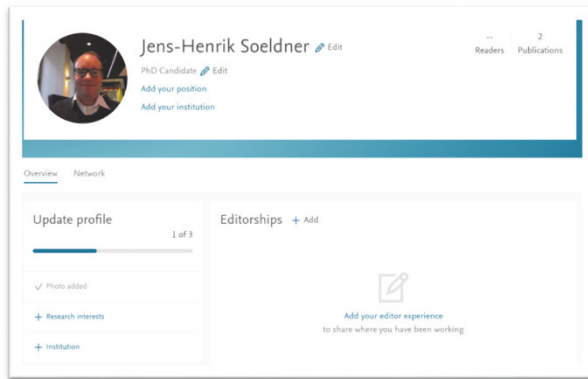 Jens-Henrik Soeldner Edit
-- Readers
2 Publications
PhD Candidate Edit
Add your position
Add your institution
Overview Network
Update profile
1 of 3
Photo added
Research interests
Institution
Editorships + Add
Add your editor experience
to share where you have been working